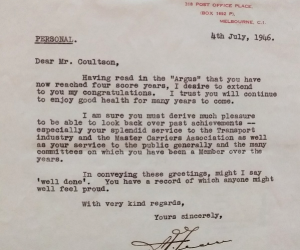 318 POST OFFICE PLACE
(BOX 1602 P)
MELBOURNE, C.1.
4th July, 1946.
PERSONAL.
Dear Mr. Coultson,
Having read in the "Argus" that you have
now reached four score years, I desire to extend
to you my congratulations. I trust you will continue
to enjoy good health for many years to come.
I am sure you must derive much pleasure
to be able to look back over past achievements --
especially your splendid service to the Transport
industry and the Master Carriers Association as well
as your service to the public generally and the many
committees on which you have been a Member over the
years.
In conveying these greetings, might I say
'well done'. You have a record of which anyone might
well feel proud.
With very kind regards,
Yours sincerely,